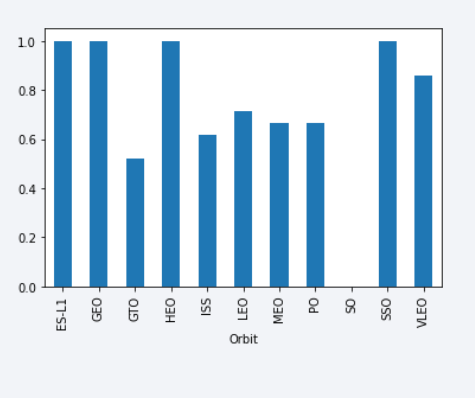 1.0
0.8
0.6
0.4
0.2
0.0
ES-L1
GEO
GTO
HEO
ISS
LEO
MEO
PO
SO
SSO
VLEO
Orbit